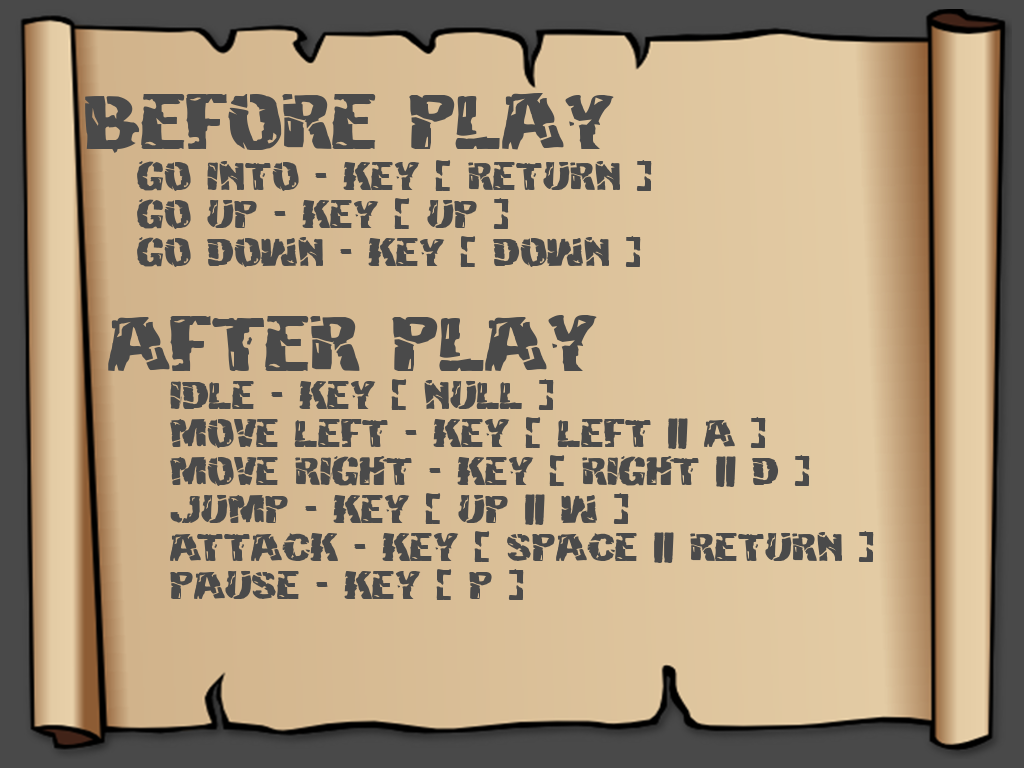 BEFORE PLAY
GO INTO - KEY [ RETURN ]
GO UP - KEY [ UP ]
GO DOWN - KEY [ DOWN ]
AFTER PLAY
IDLE - KEY [ NULL ]
MOVE LEFT - KEY [ LEFT || A ]
MOVE RIGHT - KEY [ RIGHT || D ]
JUMP - KEY [ UP || W ]
ATTACK - KEY [ SPACE || RETURN ]
PAUSE - KEY [ P ]